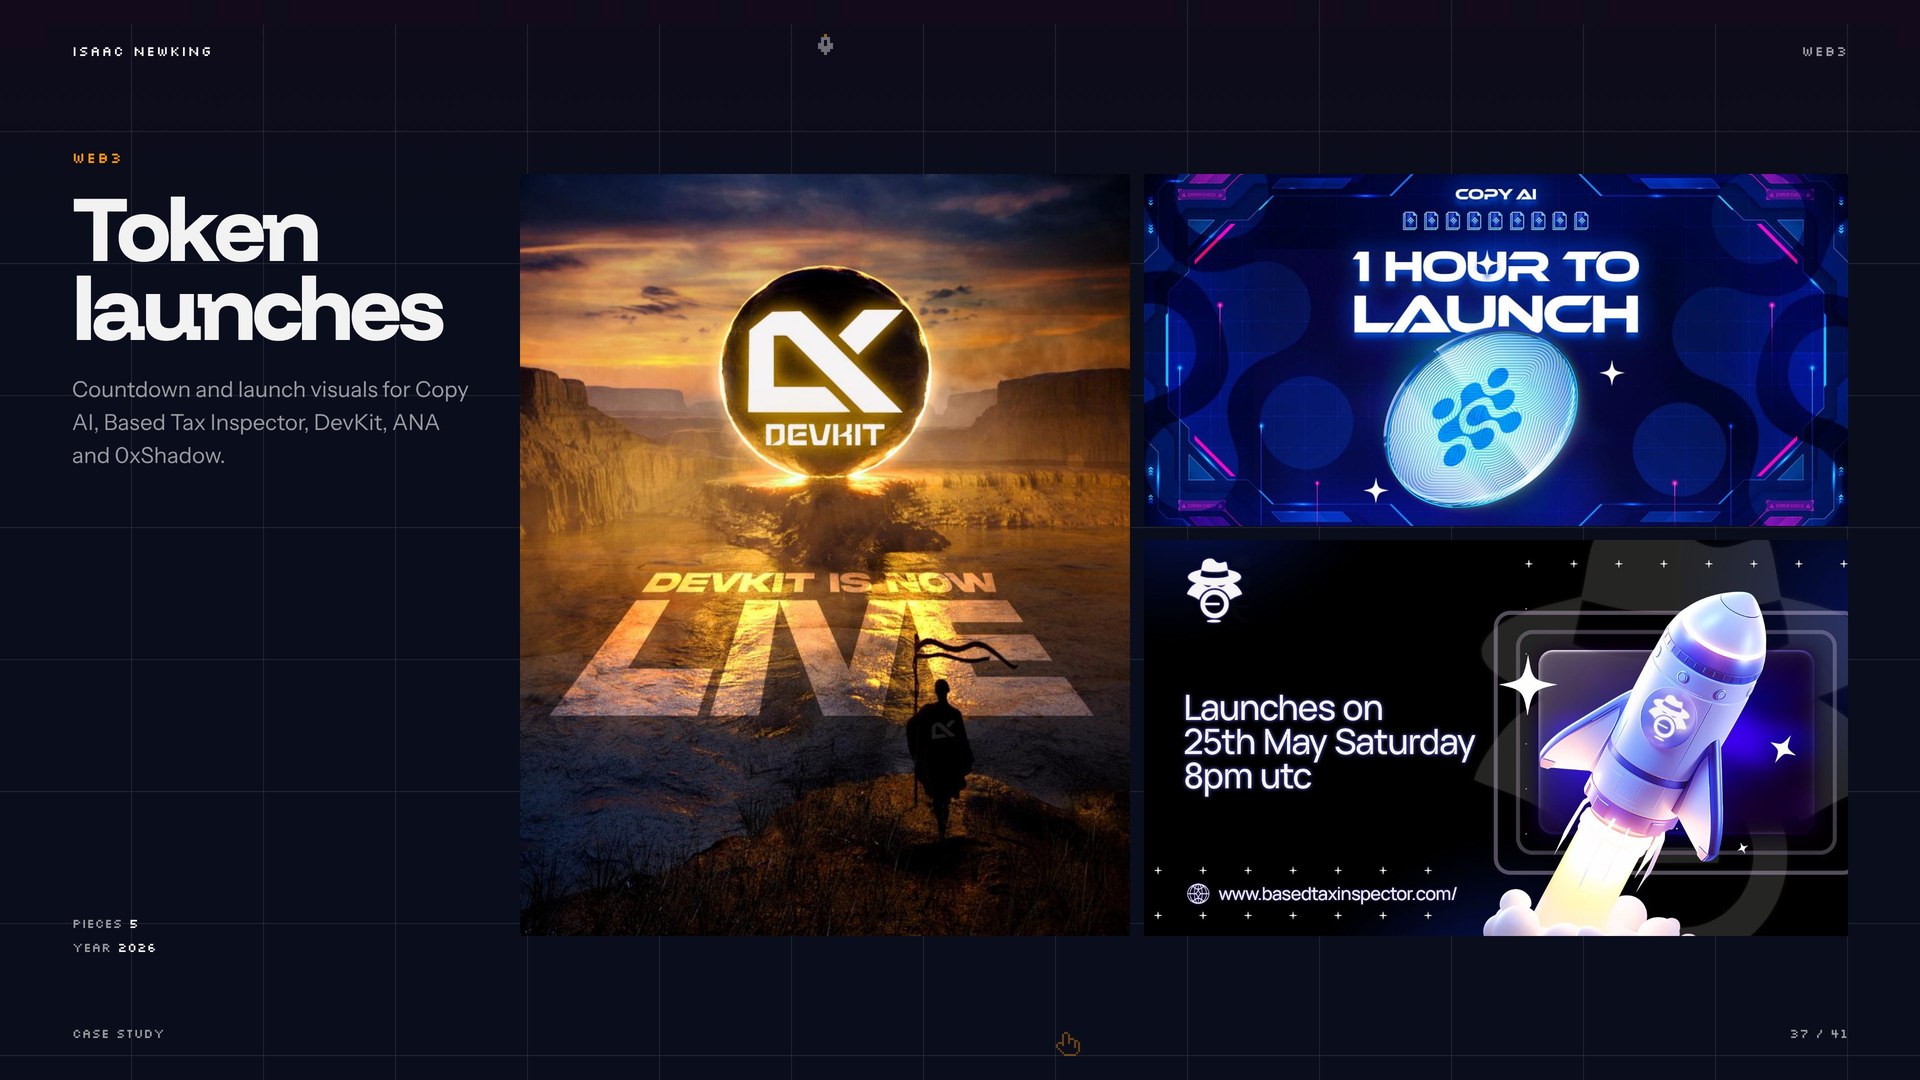 ISAAC NEWKING
WEB3
WEB3
Token
launches
Countdown and launch visuals for Copy
AI, Based Tax Inspector, DevKit, ANA
and 0xShadow.
PIECES 5
YEAR 2026
DEVKIT
DEVKIT IS NOW
LIVE
COPY AI
1 HOUR TO
LAUNCH
Launches on
25th May Saturday
8pm utc
www.basedtaxinspector.com/
CASE STUDY
37 / 41